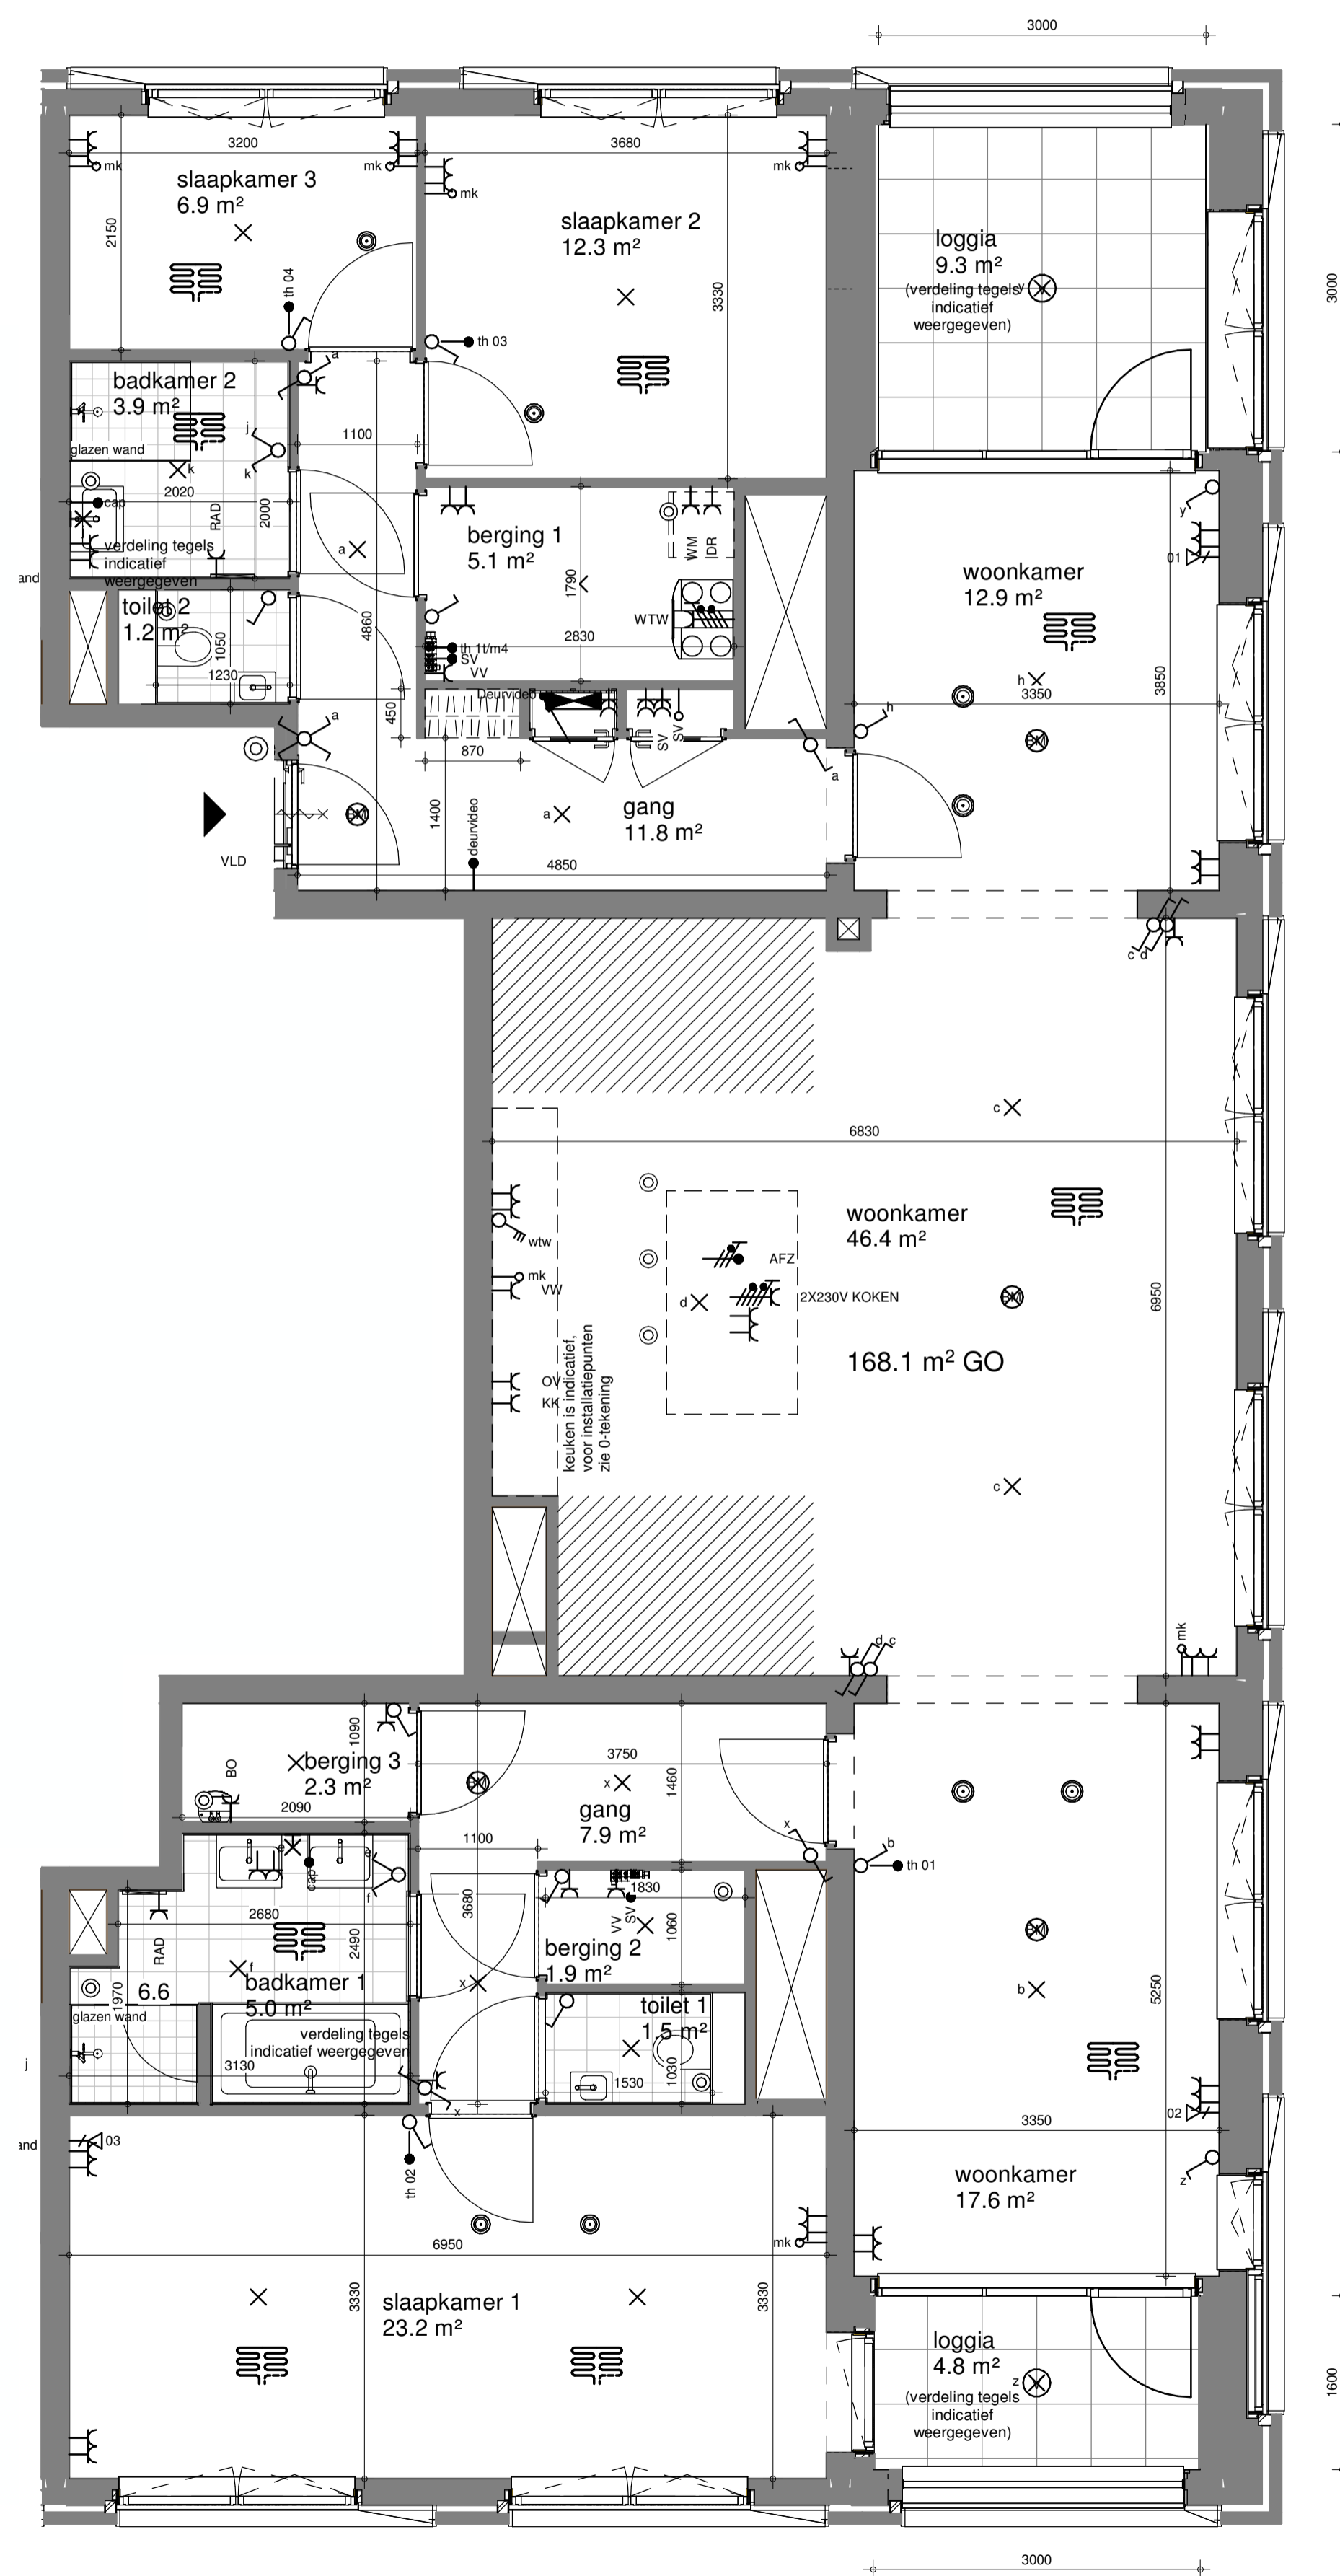 3000
3200
mk
mk
slaapkamer 3
6.9 m²
2150
th 04
3680
mk
mk
slaapkamer 2
12.3 m²
3330
th 03
loggia
9.3 m²
(verdeling tegels
indicatief
weergegeven)
y
3000
a
badkamer 2
3.9 m²
glazen wand
j
k
k
2020
cap
RAD
2000
verdeling tegels
indicatief
weergegeven
and
1100
a
4860
berging 1
5.1 m²
1790
WM
DR
WTW
2830
th 1t/m4
SV
VV
toilet 2
1.2 m²
1050
1230
y
01
woonkamer
12.9 m²
h
3350
3850
h
450
Deurvideo
SV
SV
870
a
a
VLD
1400
deurvideo
a
gang
11.8 m²
4850
c d
c
6830
woonkamer
46.4 m²
wtw
mk
VW
AFZ
d
2X230V KOKEN
168.1 m² GO
6950
OV
KK
keuken is indicatief,
voor installatiepunten
zie 0-tekening
c
d c
mk
1090
BO
berging 3
2.3 m²
2090
3750
x
gang
7.9 m²
1460
x
b
th 01
1100
3680
e
cap
f
2680
2490
RAD
f
badkamer 1
5.0 m²
6.6
1970
glazen wand
verdeling tegels
indicatief weergegeven
3130
j
1830
VV
SV
1060
berging 2
1.9 m²
x
toilet 1
1.5 m²
1030
1530
x
b
5250
02
3350
z
woonkamer
17.6 m²
and
03
th 02
mk
6950
3330
3330
slaapkamer 1
23.2 m²
loggia
4.8 m²
z
(verdeling tegels
indicatief
weergegeven)
1600
3000